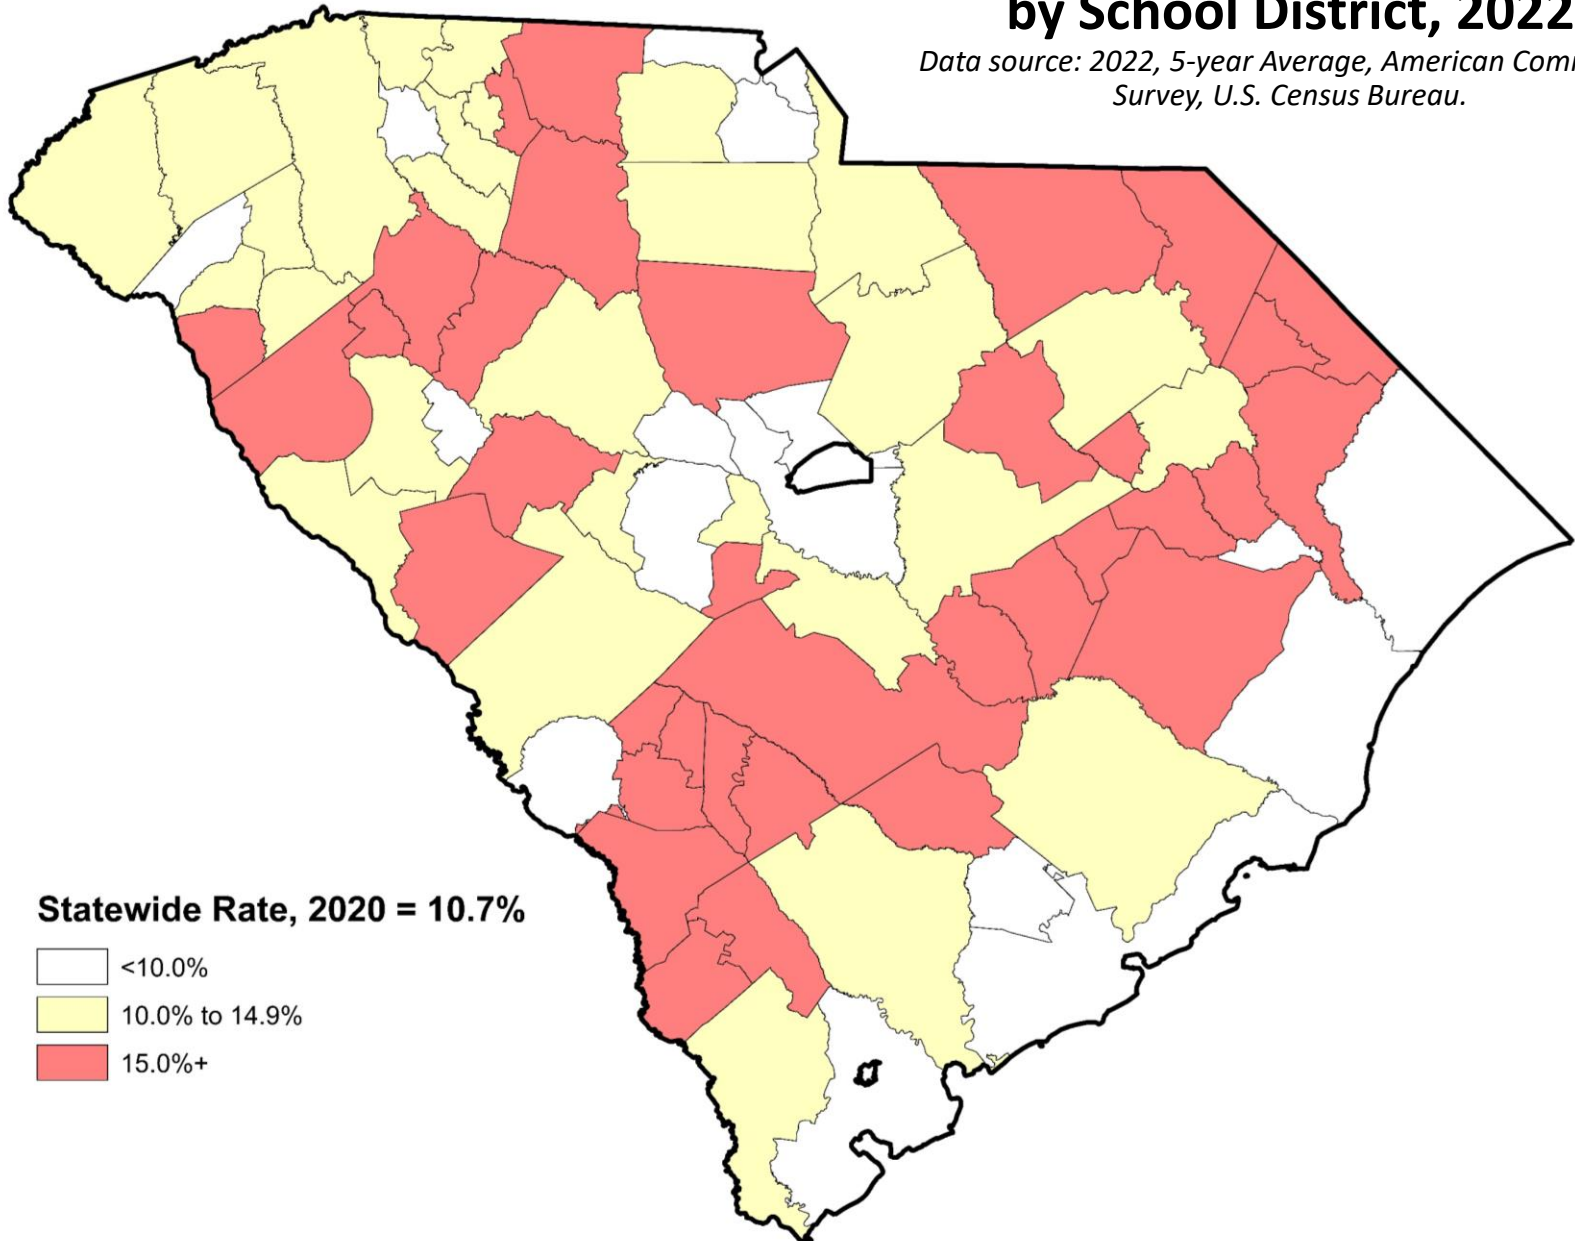 by School District, 2022
Data source: 2022, 5-year Average, American
Survey, U.S. Census Bureau.
Statewide Rate, 2020 = 10.7%
<10.0%
10.0% to 14.9%
15.0%+